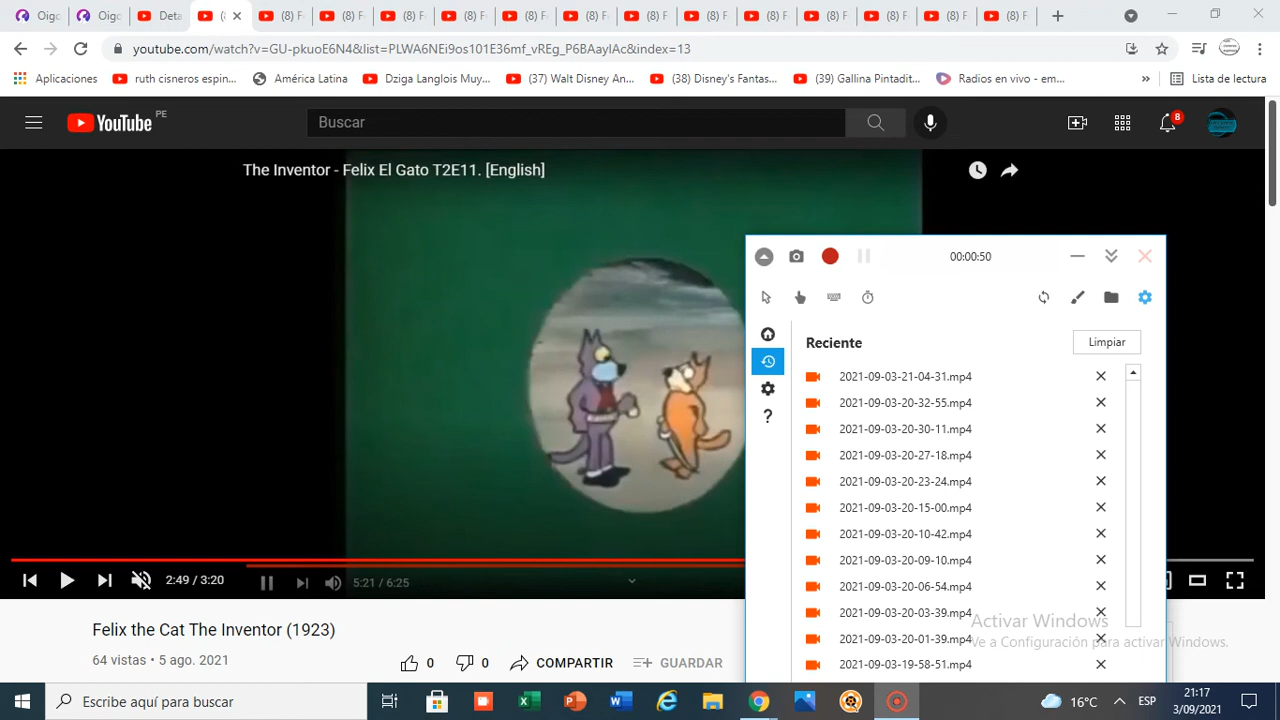 Oigo
Oigo
Deta
(8
(8) F
(8) F
(8) F
(8) F
(8) F
(8) F
(8) F
(8) F
(8) F
(8) F
(8) F
(8) F
(8) F
youtube.com/watch?v=GU-pkuoE6N4&list=PLWA6NEi9os101E36mf_vREg_P6BAayIAc&index=13
Aplicaciones
ruth cisneros espin...
América Latina
Dziga Langlois Muy...
(37) Walt Disney An...
(38) Disney's Fantas...
(39) Gallina Pintadit...
Radios en vivo - em...
»
Lista de lectura
YouTube PE
Buscar
8
The Inventor - Felix El Gato T2E11. [English]
00:00:50
Reciente
Limpiar
2021-09-03-21-04-31.mp4
2021-09-03-20-32-55.mp4
2021-09-03-20-30-11.mp4
2021-09-03-20-27-18.mp4
2021-09-03-20-23-24.mp4
2021-09-03-20-15-00.mp4
2021-09-03-20-10-42.mp4
2021-09-03-20-09-10.mp4
2021-09-03-20-06-54.mp4
2021-09-03-20-03-39.mp4
2021-09-03-20-01-39.mp4
2021-09-03-19-58-51.mp4
2:49 / 3:20
5:21 / 6:25
Activar Windows
Ve a Configuración para activar Windows.
Felix the Cat The Inventor (1923)
64 vistas • 5 ago. 2021
0
0
COMPARTIR
GUARDAR
Escribe aquí para buscar
16°C
ESP
21:17
3/09/2021